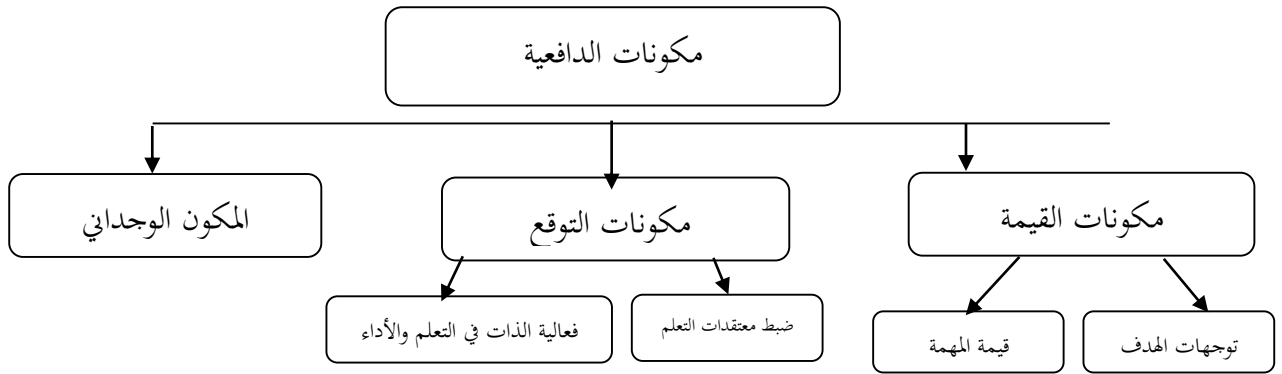 مكونات الدافعية
مكونات القيمة
مكونات التوقع
المكون الوجداني
توجهات الهدف
قيمة المهمة
ضبط معتقدات التعلم
فعالية الذات في التعلم والأداء